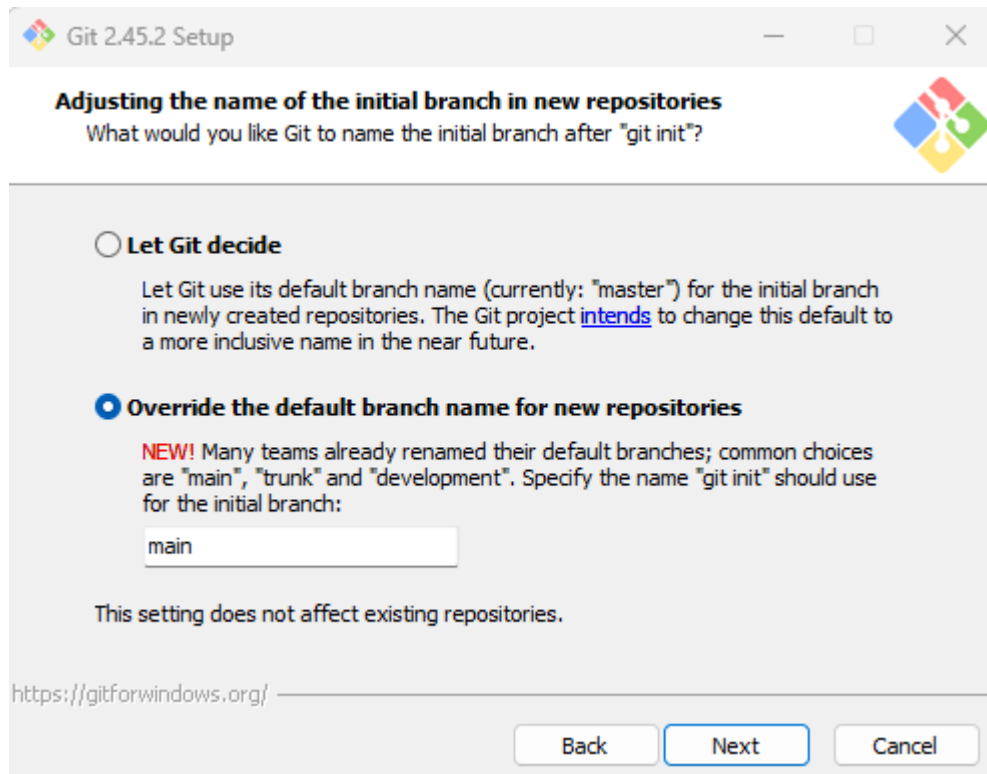 Git 2.45.2 Setup
Adjusting the name of the initial branch in new repositories
What would you like Git to name the initial branch after "git init"?
Let Git decide
Let Git use its default branch name (currently: "master") for the initial branch
in newly created repositories. The Git project intends to change this default to
a more inclusive name in the near future.
Override the default branch name for new repositories
NEW! Many teams already renamed their default branches; common choices
are "main", "trunk" and "development". Specify the name "git init" should use
for the initial branch:
main
This setting does not affect existing repositories.
https://gitforwindows.org/
Back
Next
Cancel